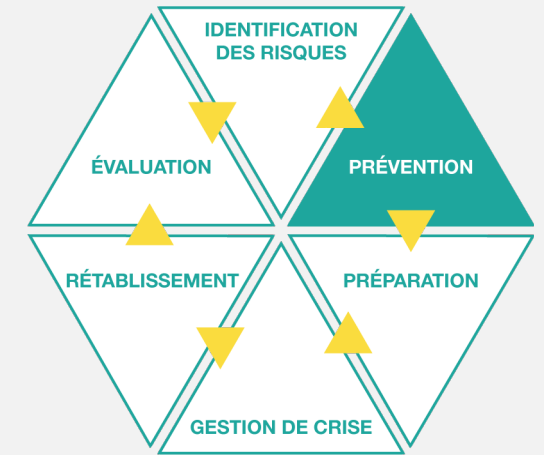 IDENTIFICATION
DES RISQUES
ÉVALUATION
PRÉVENTION
RÉTABLISSEMENT
PRÉPARATION
GESTION DE CRISE